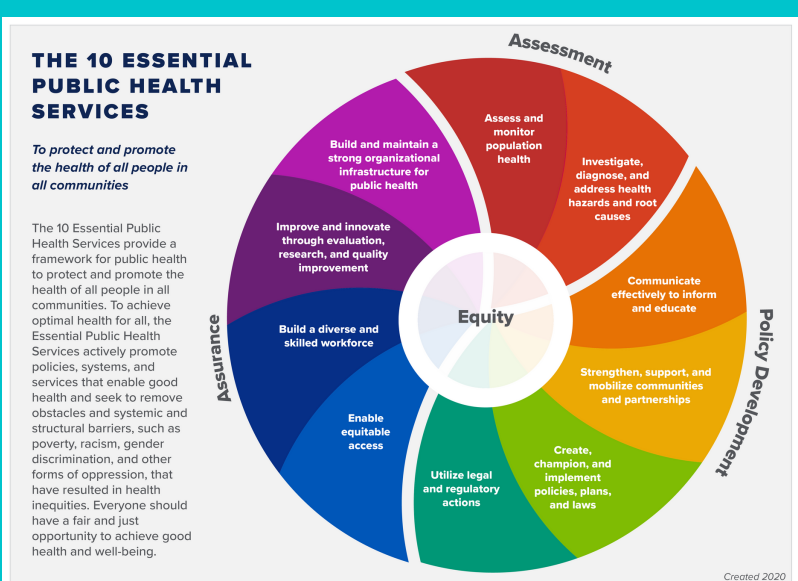 THE 10 ESSENTIAL
PUBLIC HEALTH
SERVICES
To protect and promote
the health of all people in
all communities
The 10 Essential Public
Health Services provide a
framework for public health
to protect and promote the
health of all people in all
communities. To achieve
optimal health for all, the
Essential Public Health
Services actively promote
policies, systems, and
services that enable good
health and seek to remove
obstacles and systemic and
structural barriers, such as
poverty, racism, gender
discrimination, and other
forms of oppression, that
have resulted in health
inequities. Everyone should
have a fair and just
opportunity to achieve good
health and well-being.
Assessment
Assess and
monitor
population
health
Investigate,
diagnose, and
address health
hazards and root
causes
Policy Development
Communicate
effectively to inform
and educate
Strengthen, support, and
mobilize communities
and partnerships
Create,
champion, and
implement
policies, plans,
and laws
Utilize legal
and regulatory
actions
Assurance
Enable
equitable
access
Build a diverse and
skilled workforce
Improve and innovate
through evaluation,
research, and quality
improvement
Build and maintain a
strong organizational
infrastructure for
public health
Equity
Created 2020